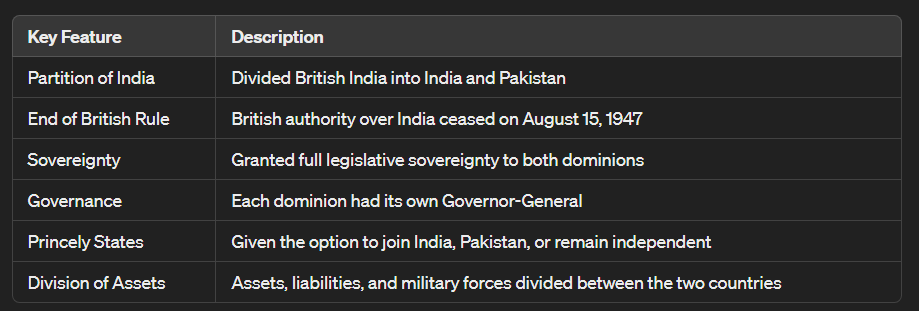 Key Feature Description
Partition of India Divided British India into India and Pakistan
End of British Rule British authority over India ceased on August 15, 1947
Sovereignty Granted full legislative sovereignty to both dominions
Governance Each dominion had its own Governor-General
Princely States Given the option to join India, Pakistan, or remain independent
Division of Assets Assets, liabilities, and military forces divided between the two countries